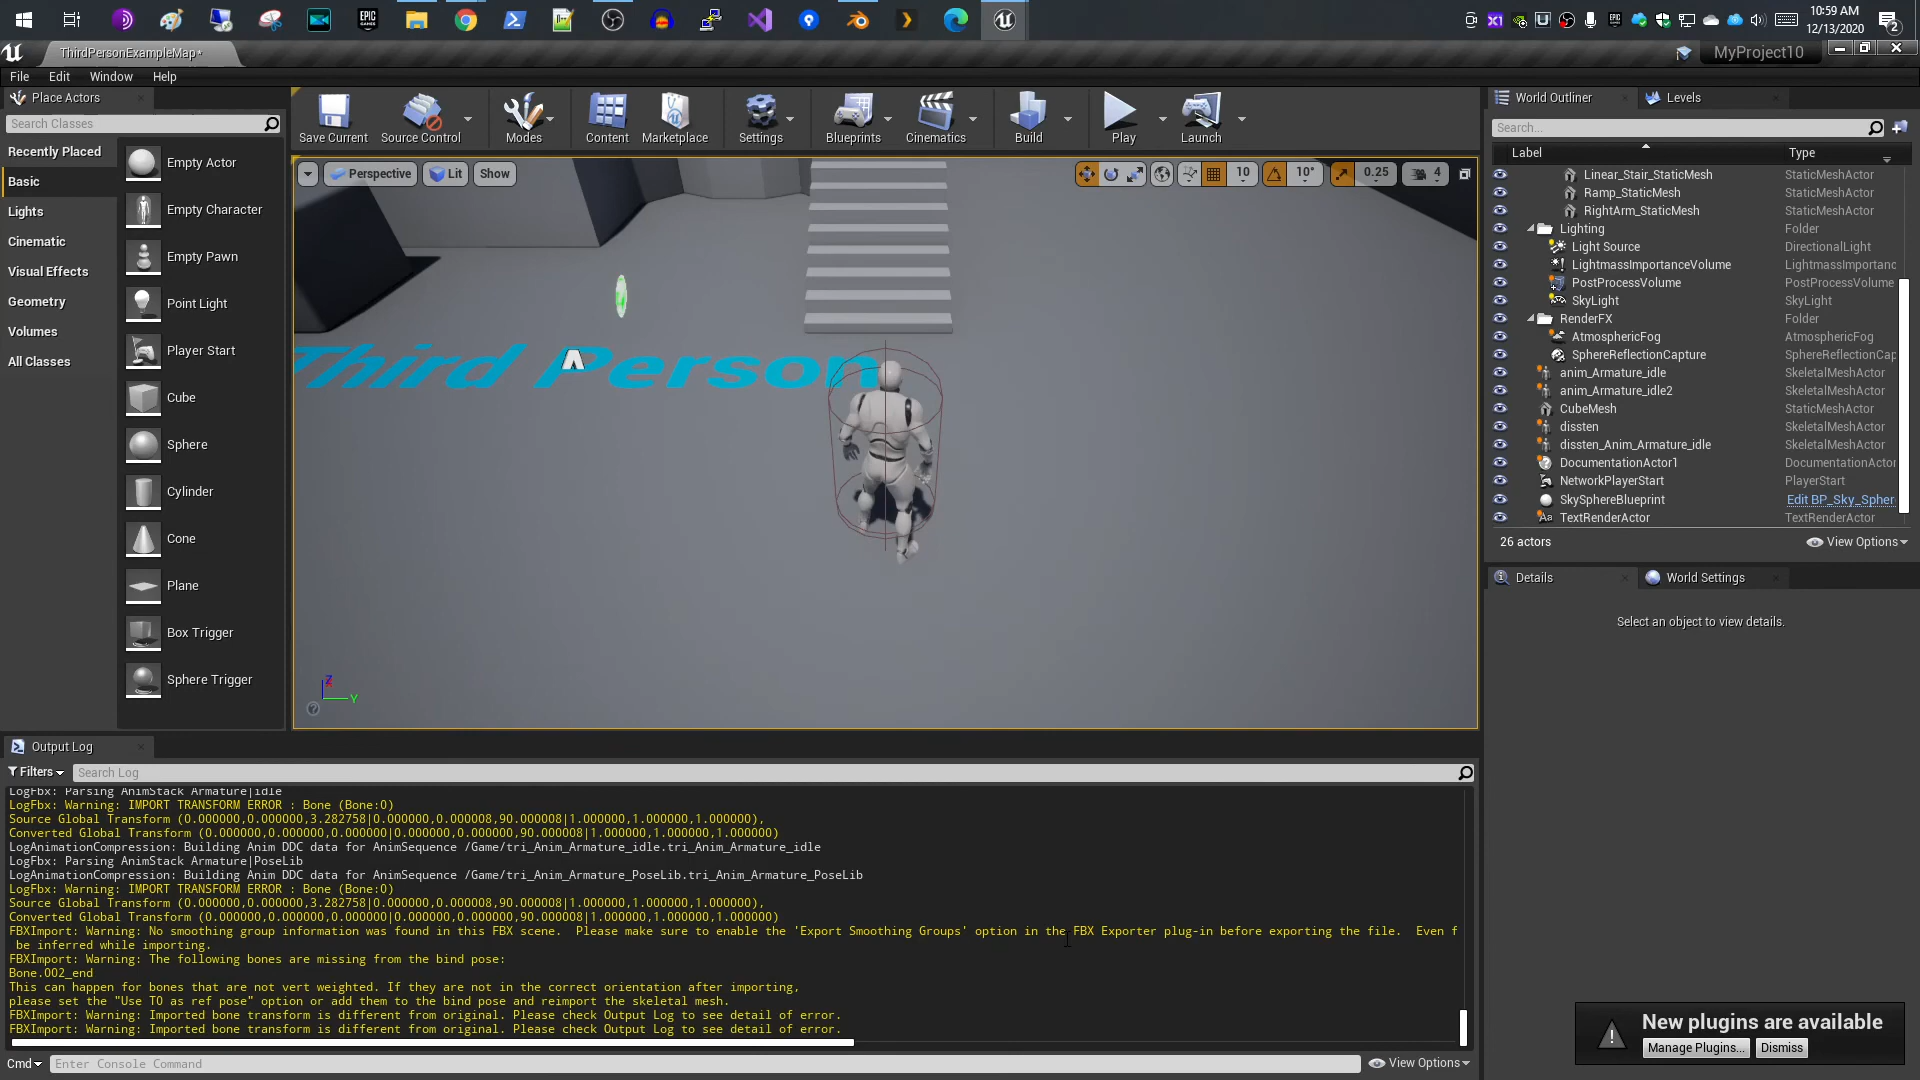 10:59 AM
12/13/2020
2
ThirdPersonExampleMap*
MyProject10
File Edit Window Help
Place Actors
Search Classes
Recently Placed
Basic
Lights
Cinematic
Visual Effects
Geometry
Volumes
All Classes
Empty Actor
Empty Character
Empty Pawn
Point Light
Player Start
Cube
Sphere
Cylinder
Cone
Plane
Box Trigger
Sphere Trigger
Save Current
Source Control
Modes
Content
Marketplace
Settings
Blueprints
Cinematics
Build
Play
Launch
Perspective Lit Show
10 10° 0.25 4
Third Person
Z
Y
World Outliner Levels
Search...
Label Type
Linear_Stair_StaticMesh StaticMeshActor
Ramp_StaticMesh StaticMeshActor
RightArm_StaticMesh StaticMeshActor
Lighting Folder
Light Source DirectionalLight
LightmassImportanceVolume LightmassImportanc
PostProcessVolume PostProcessVolume
SkyLight SkyLight
RenderFX Folder
AtmosphericFog AtmosphericFog
SphereReflectionCapture SphereReflectionCap
anim_Armature_idle SkeletalMeshActor
anim_Armature_idle2 SkeletalMeshActor
CubeMesh StaticMeshActor
dissten SkeletalMeshActor
dissten_Anim_Armature_idle SkeletalMeshActor
DocumentationActor1 DocumentationActor
NetworkPlayerStart PlayerStart
SkySphereBlueprint Edit BP_Sky_Spher
TextRenderActor TextRenderActor
26 actors
View Options
Details World Settings
Select an object to view details.
Output Log
Filters Search Log
LogFbx: Parsing AnimStack Armature|idle
LogFbx: Warning: IMPORT TRANSFORM ERROR : Bone (Bone:0)
Source Global Transform (0.000000,0.000000,3.282758|0.000000,0.000008,90.000008|1.000000,1.000000,1.000000),
Converted Global Transform (0.000000,0.000000,0.000000|0.000000,0.000000,90.000008|1.000000,1.000000,1.000000)
LogAnimationCompression: Building Anim DDC data for AnimSequence /Game/tri_Anim_Armature_idle.tri_Anim_Armature_idle
LogFbx: Parsing AnimStack Armature|PoseLib
LogAnimationCompression: Building Anim DDC data for AnimSequence /Game/tri_Anim_Armature_PoseLib.tri_Anim_Armature_PoseLib
LogFbx: Warning: IMPORT TRANSFORM ERROR : Bone (Bone:0)
Source Global Transform (0.000000,0.000000,3.282758|0.000000,0.000008,90.000008|1.000000,1.000000,1.000000),
Converted Global Transform (0.000000,0.000000,0.000000|0.000000,0.000000,90.000008|1.000000,1.000000,1.000000)
FBXImport: Warning: No smoothing group information was found in this FBX scene.  Please make sure to enable the 'Export Smoothing Groups' option in the FBX Exporter plug-in before exporting the file.  Even f
be inferred while importing.
FBXImport: Warning: The following bones are missing from the bind pose:
Bone.002_end
This can happen for bones that are not vert weighted. If they are not in the correct orientation after importing,
please set the "Use T0 as ref pose" option or add them to the bind pose and reimport the skeletal mesh.
FBXImport: Warning: Imported bone transform is different from original. Please check Output Log to see detail of error.
FBXImport: Warning: Imported bone transform is different from original. Please check Output Log to see detail of error.
Cmd Enter Console Command
View Options
New plugins are available
Manage Plugins... Dismiss